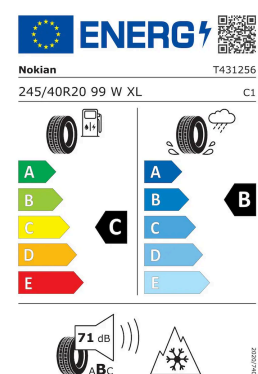 ENERG
Nokian T431256
245/40R20 99 W XL C1
A A
B B B
C C C
D D
E E
71 dB
ABC
2020/740